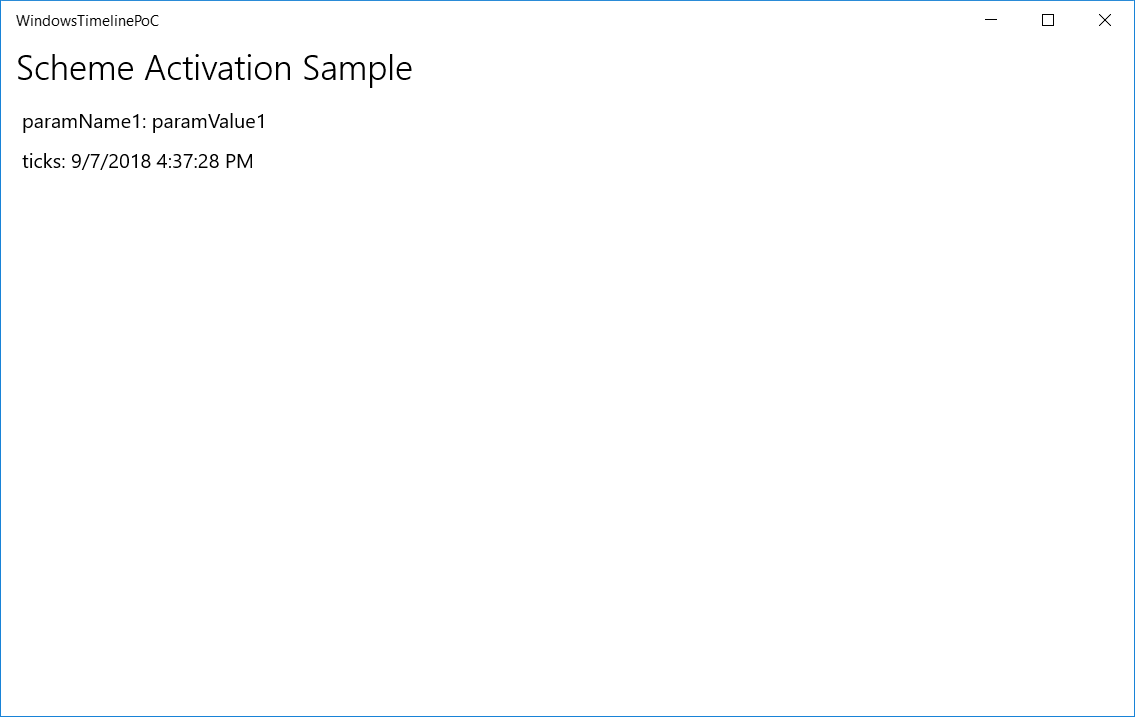 WindowsTimelinePoC
Scheme Activation Sample
paramName1: paramValue1
ticks: 9/7/2018 4:37:28 PM